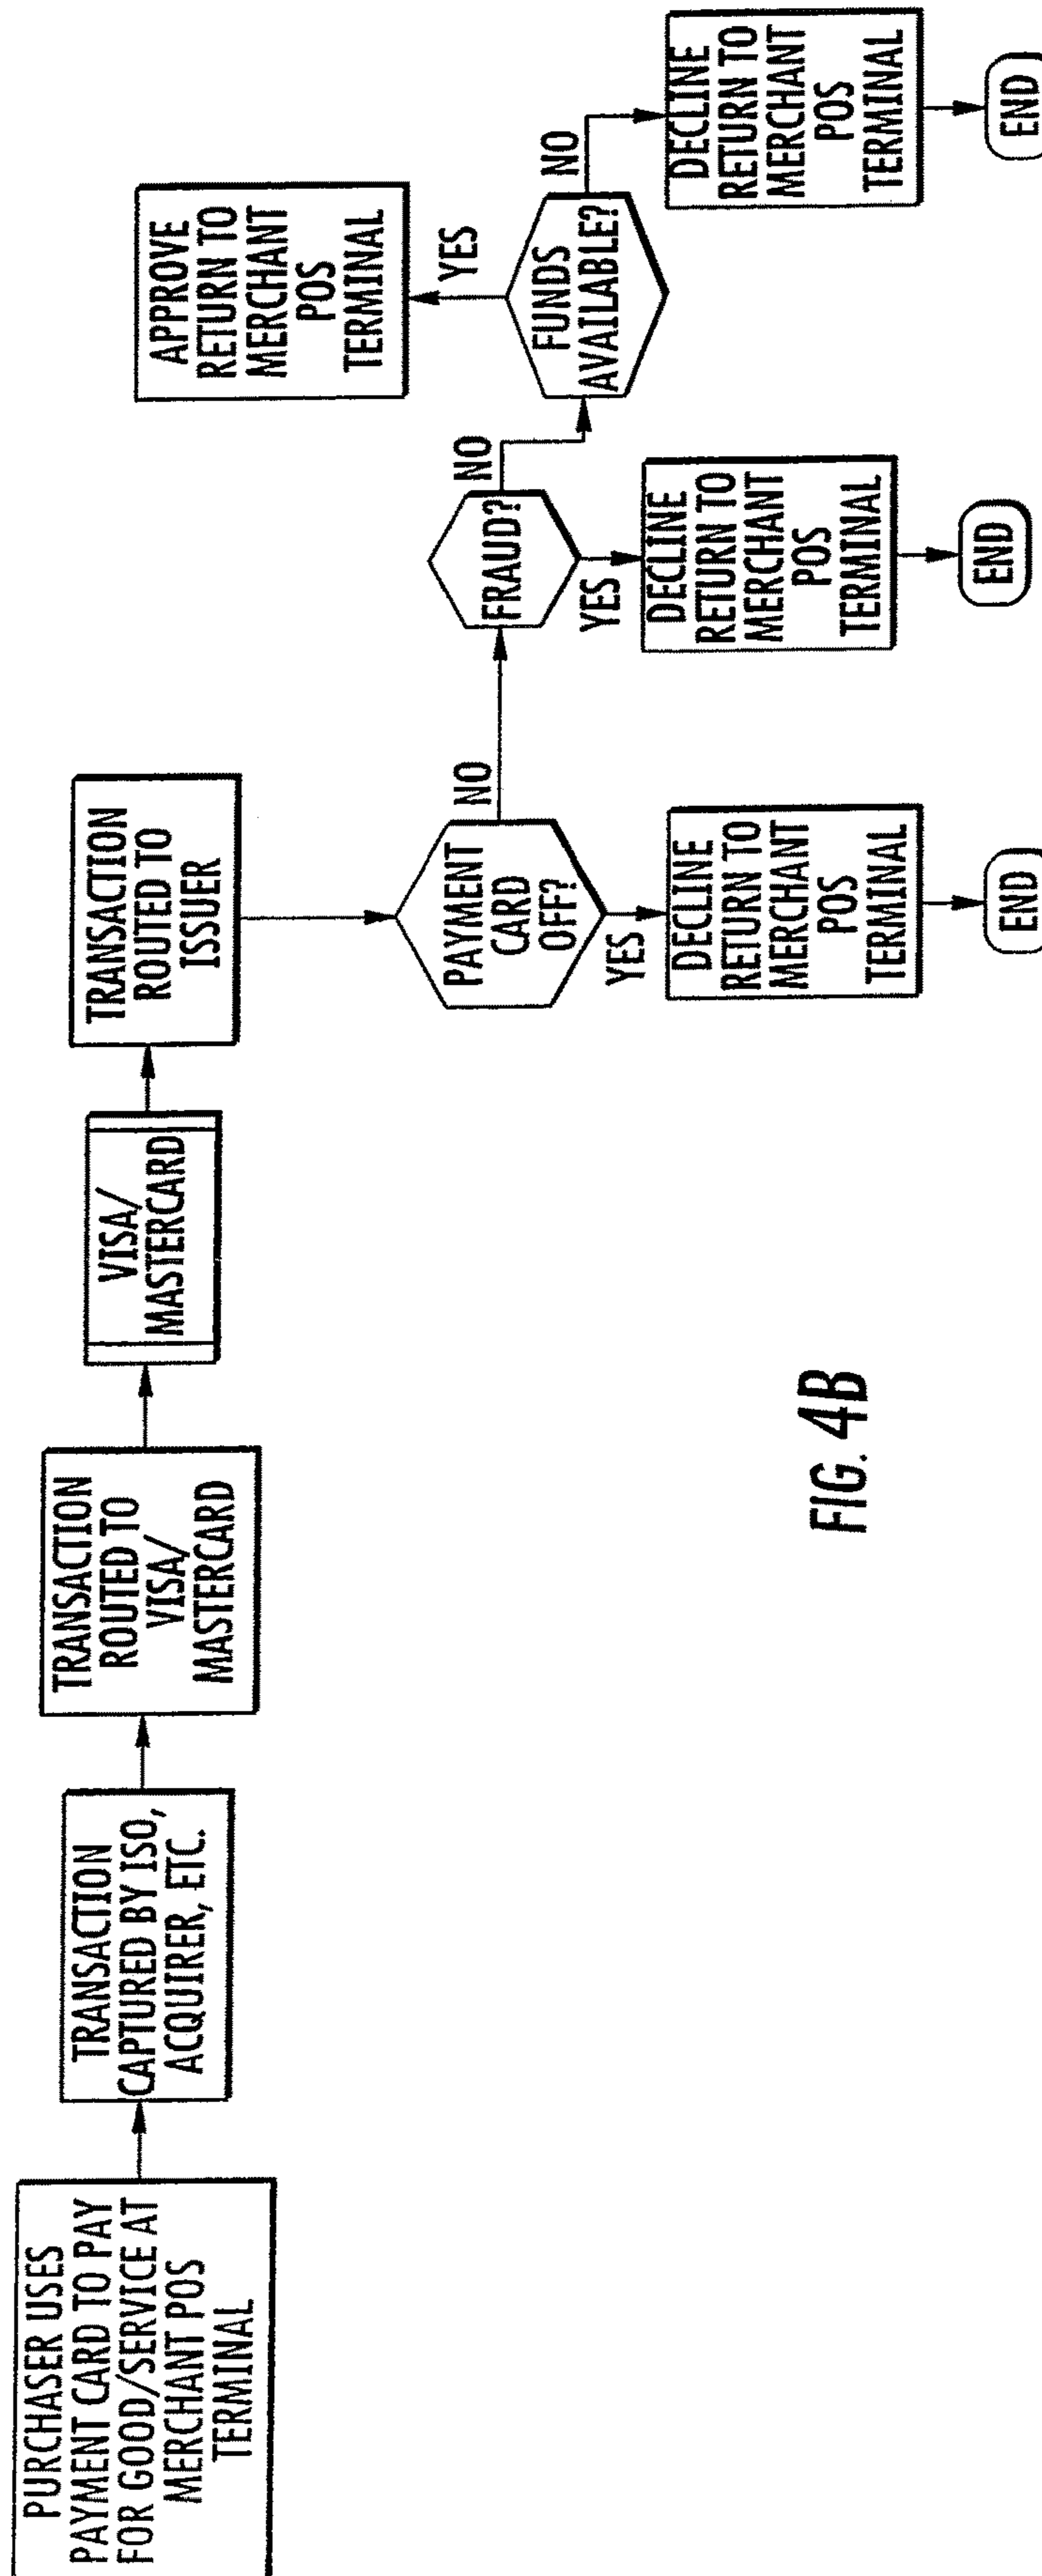 PURCHASER USES
PAYMENT CARD TO PAY
FOR GOOD/SERVICE AT
MERCHANT POS
TERMINAL
TRANSACTION
CAPTURED BY ISO,
ACQUIRER, ETC.
TRANSACTION
ROUTED TO
VISA/
MASTERCARD
VISA/
MASTERCARD
TRANSACTION
ROUTED TO
ISSUER
PAYMENT
CARD
OFF?
YES
DECLINE
RETURN TO
MERCHANT
POS
TERMINAL
END
NO
FRAUD?
YES
DECLINE
RETURN TO
MERCHANT
POS
TERMINAL
END
NO
FUNDS
AVAILABLE?
YES
APPROVE
RETURN TO
MERCHANT
POS
TERMINAL
NO
DECLINE
RETURN TO
MERCHANT
POS
TERMINAL
END
FIG. 4B